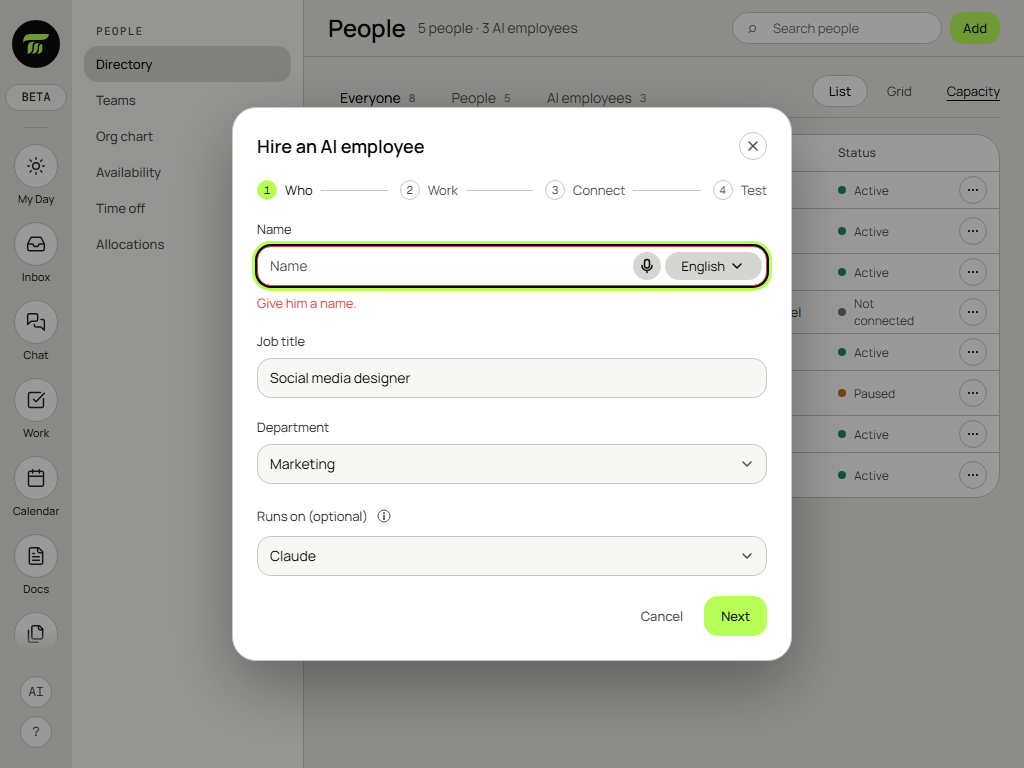 BETA
My Day
Inbox
Chat
Work
Calendar
Docs
AI
?
PEOPLE
Directory
Teams
Org chart
Availability
Time off
Allocations
People
5 people · 3 AI employees
Search people
Add
Everyone 8
People 5
AI employees 3
List
Grid
Capacity
Status
Active
Active
Active
Not
connected
Active
Paused
Active
Active
Hire an AI employee
1 Who
2 Work
3 Connect
4 Test
Name
Name
English
Give him a name.
Job title
Social media designer
Department
Marketing
Runs on (optional)
Claude
Cancel
Next